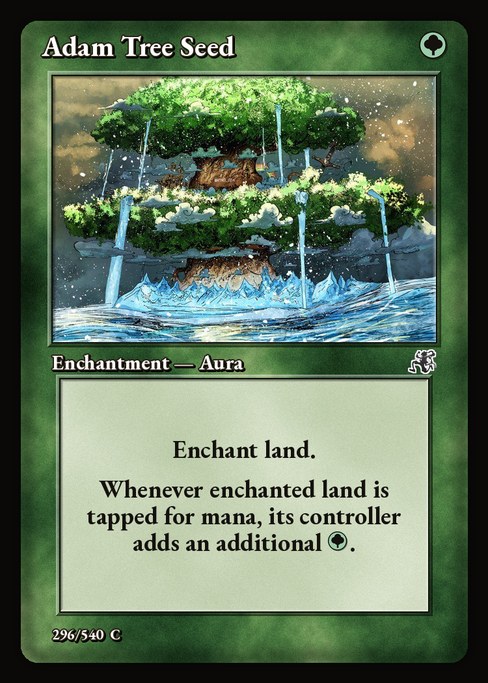 Adam Tree Seed
Enchantment — Aura
Enchant land.
Whenever enchanted land is
tapped for mana, its controller
adds an additional .
296/540 C